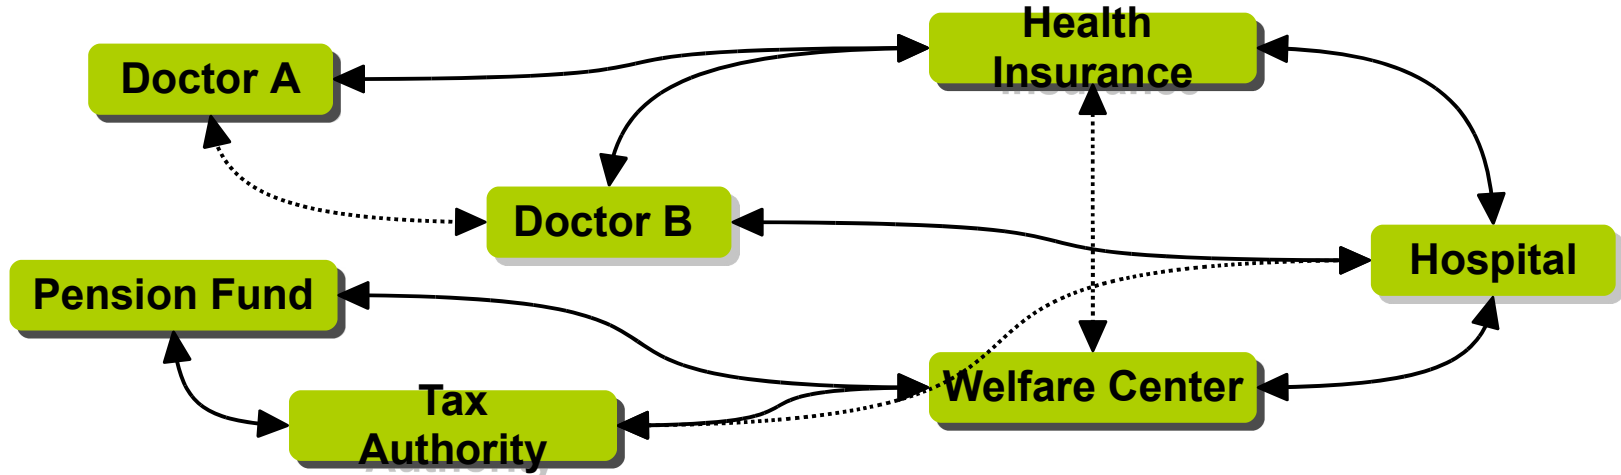 Health
Insurance
Doctor A
Doctor B
Hospital
Pension Fund
Welfare Center
Tax
Authority